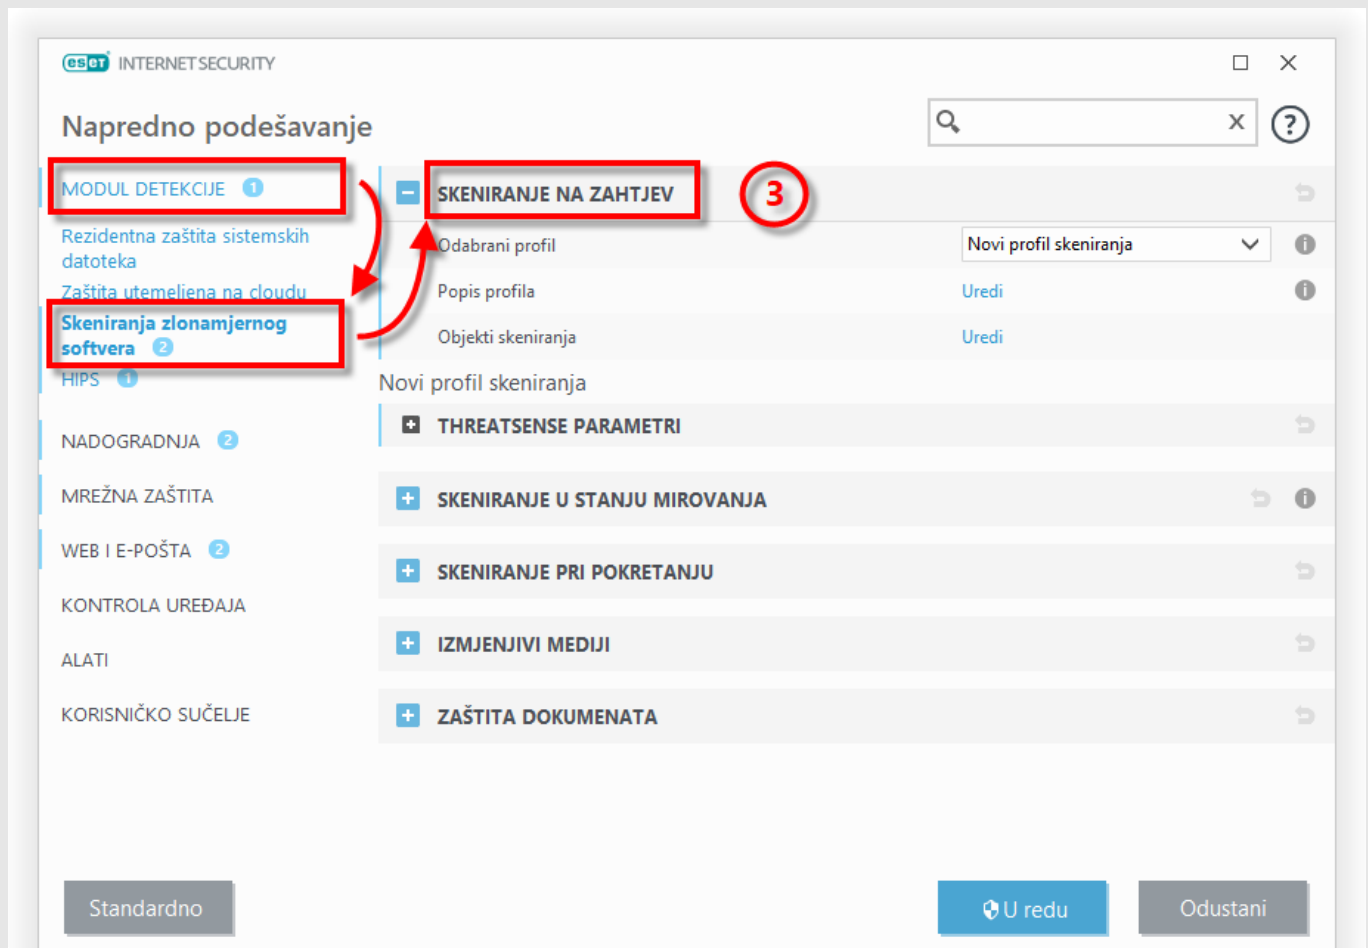 eset INTERNET SECURITY
Napredno podešavanje
x
?
MODUL DETEKCIJE 1
Rezidentna zaštita sistemskih
datoteka
Zaštita utemeljena na cloudu
Skeniranja zlonamjernog
softvera 2
HIPS 1
NADOGRADNJA 2
MREŽNA ZAŠTITA
WEB I E-POŠTA 2
KONTROLA UREĐAJA
ALATI
KORISNIČKO SUČELJE
SKENIRANJE NA ZAHTJEV
3
Odabrani profil Novi profil skeniranja
Popis profila Uredi
Objekti skeniranja Uredi
Novi profil skeniranja
THREATSENSE PARAMETRI
SKENIRANJE U STANJU MIROVANJA
SKENIRANJE PRI POKRETANJU
IZMJENJIVI MEDIJI
ZAŠTITA DOKUMENATA
Standardno
U redu
Odustani